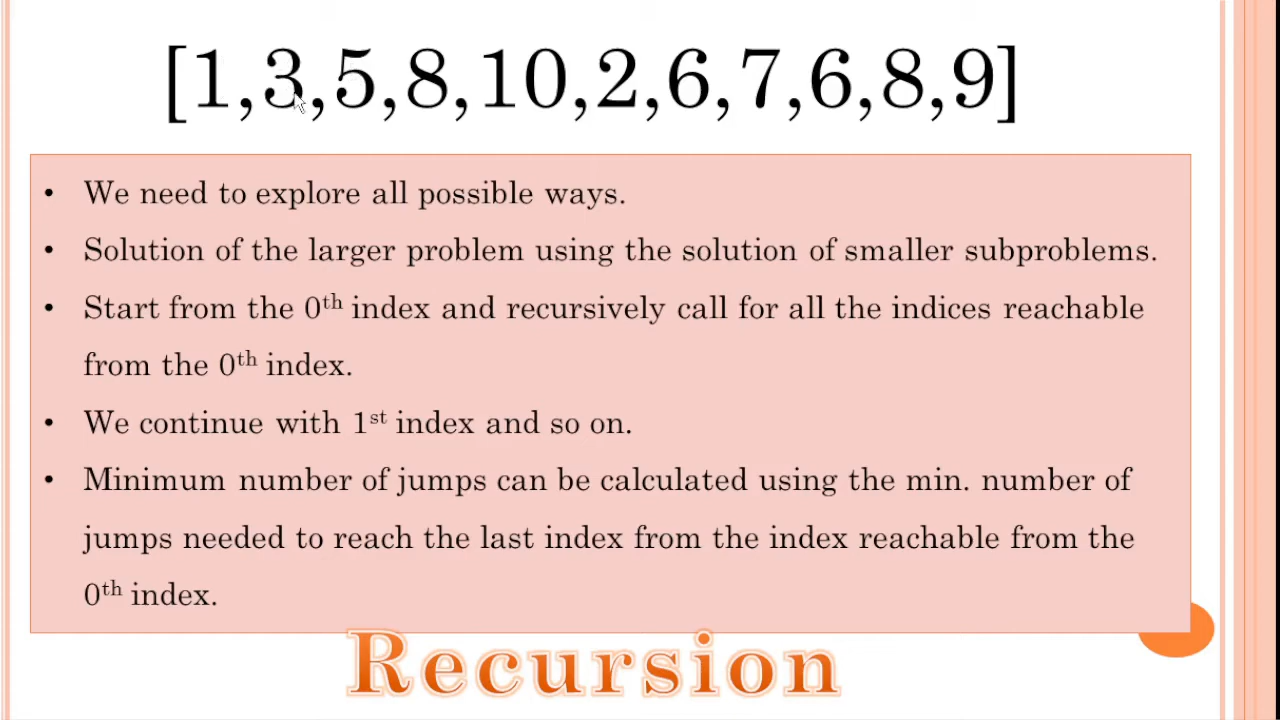 [1,3,5,8,10,2,6,7,6,8,9]
• We need to explore all possible ways.
• Solution of the larger problem using the solution of smaller subproblems.
• Start from the 0th index and recursively call for all the indices reachable
from the 0th index.
• We continue with 1st index and so on.
• Minimum number of jumps can be calculated using the min. number of
jumps needed to reach the last index from the index reachable from the
0th index.
Recursion